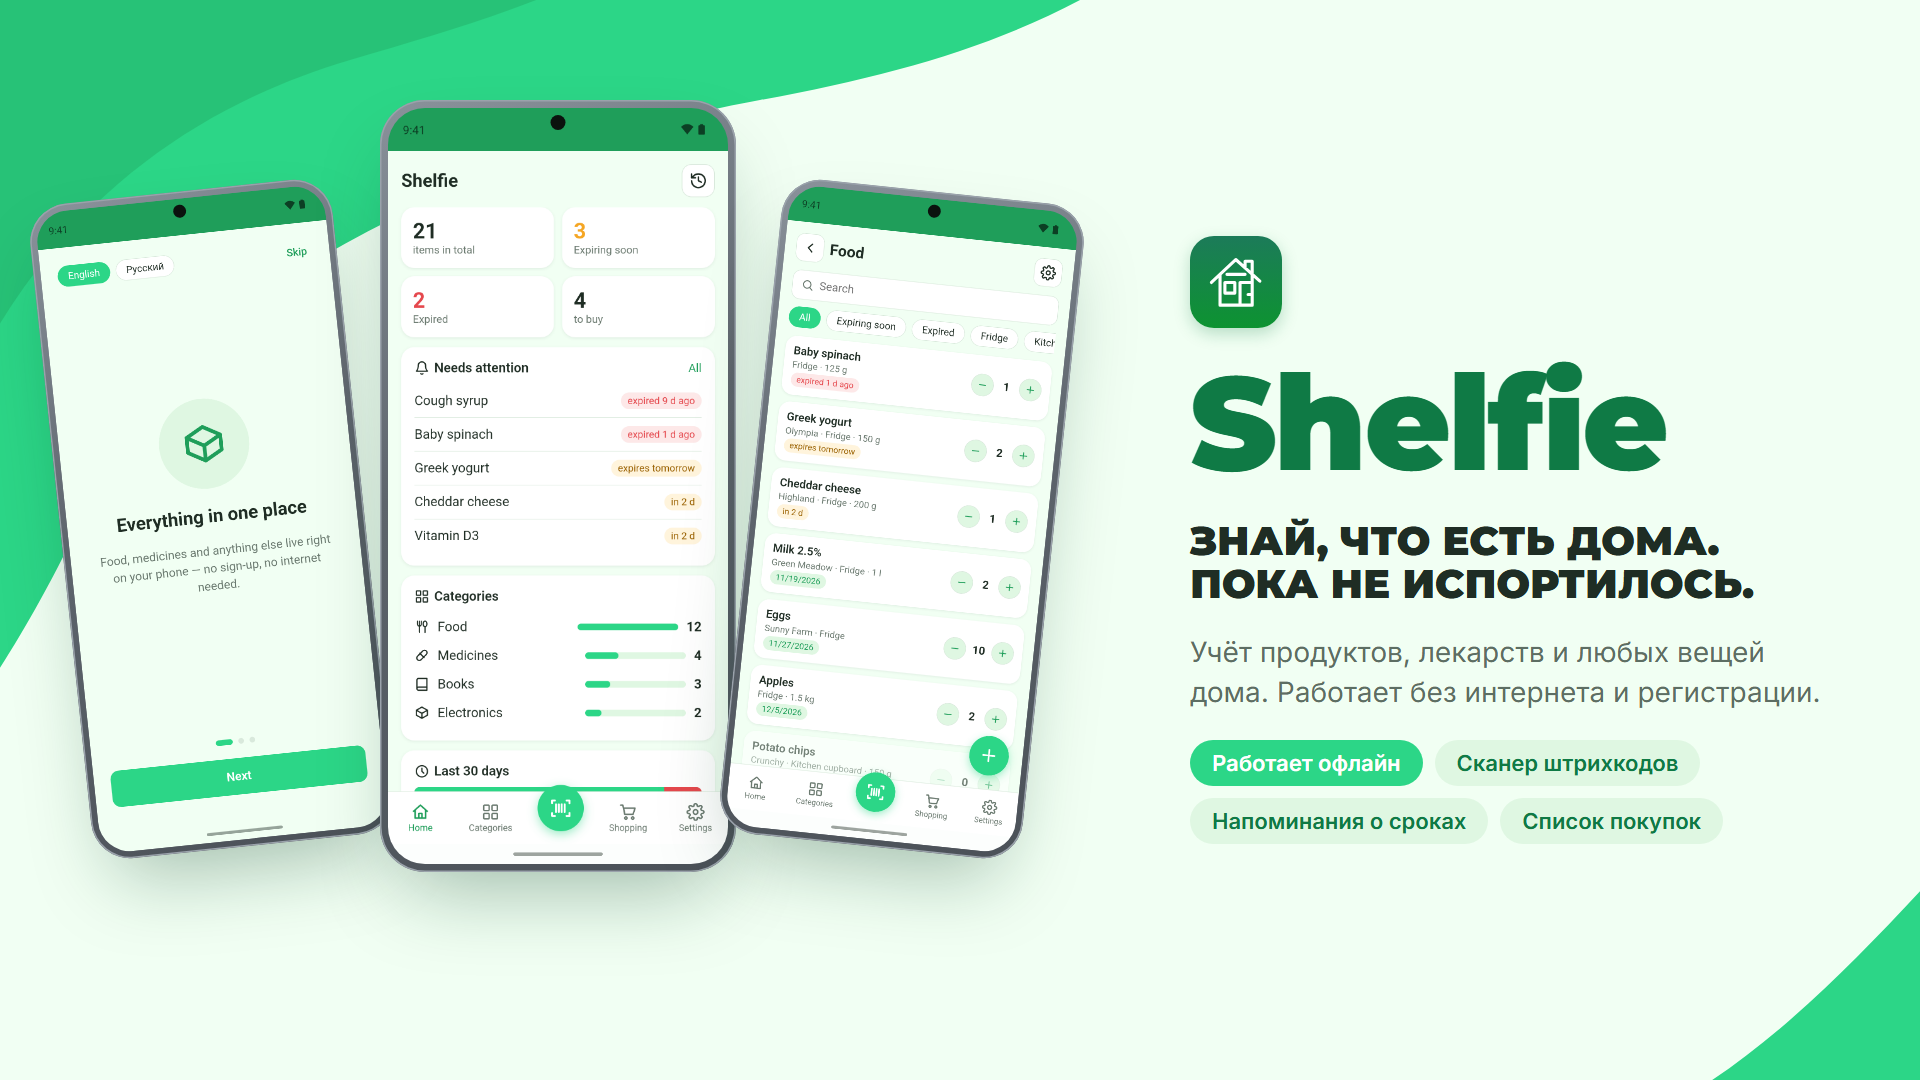 9:41
English
Русский
Skip
Everything in one place
Food, medicines and anything else live right
on your phone — no sign-up, no internet
needed.
Next
9:41
Shelfie
21
items in total
3
Expiring soon
2
Expired
4
to buy
Needs attention
All
Cough syrup
expired 9 d ago
Baby spinach
expired 1 d ago
Greek yogurt
expires tomorrow
Cheddar cheese
in 2 d
Vitamin D3
in 2 d
Categories
Food
12
Medicines
4
Books
3
Electronics
2
Last 30 days
Home
Categories
Shopping
Settings
9:41
Food
Search
All
Expiring soon
Expired
Fridge
Kitch
Baby spinach
Fridge · 125 g
expired 1 d ago
1
Greek yogurt
Olympia · Fridge · 150 g
expires tomorrow
2
Cheddar cheese
Highland · Fridge · 200 g
in 2 d
1
Milk 2.5%
Green Meadow · Fridge · 1 l
11/19/2026
2
Eggs
Sunny Farm · Fridge
11/27/2026
10
Apples
Fridge · 1.5 kg
12/5/2026
2
Potato chips
Crunchy · Kitchen cupboard · 150 g
0
Home
Categories
Shopping
Settings
Shelfie
ЗНАЙ, ЧТО ЕСТЬ ДОМА.
ПОКА НЕ ИСПОРТИЛОСЬ.
Учёт продуктов, лекарств и любых вещей
дома. Работает без интернета и регистрации.
Работает офлайн
Сканер штрихкодов
Напоминания о сроках
Список покупок